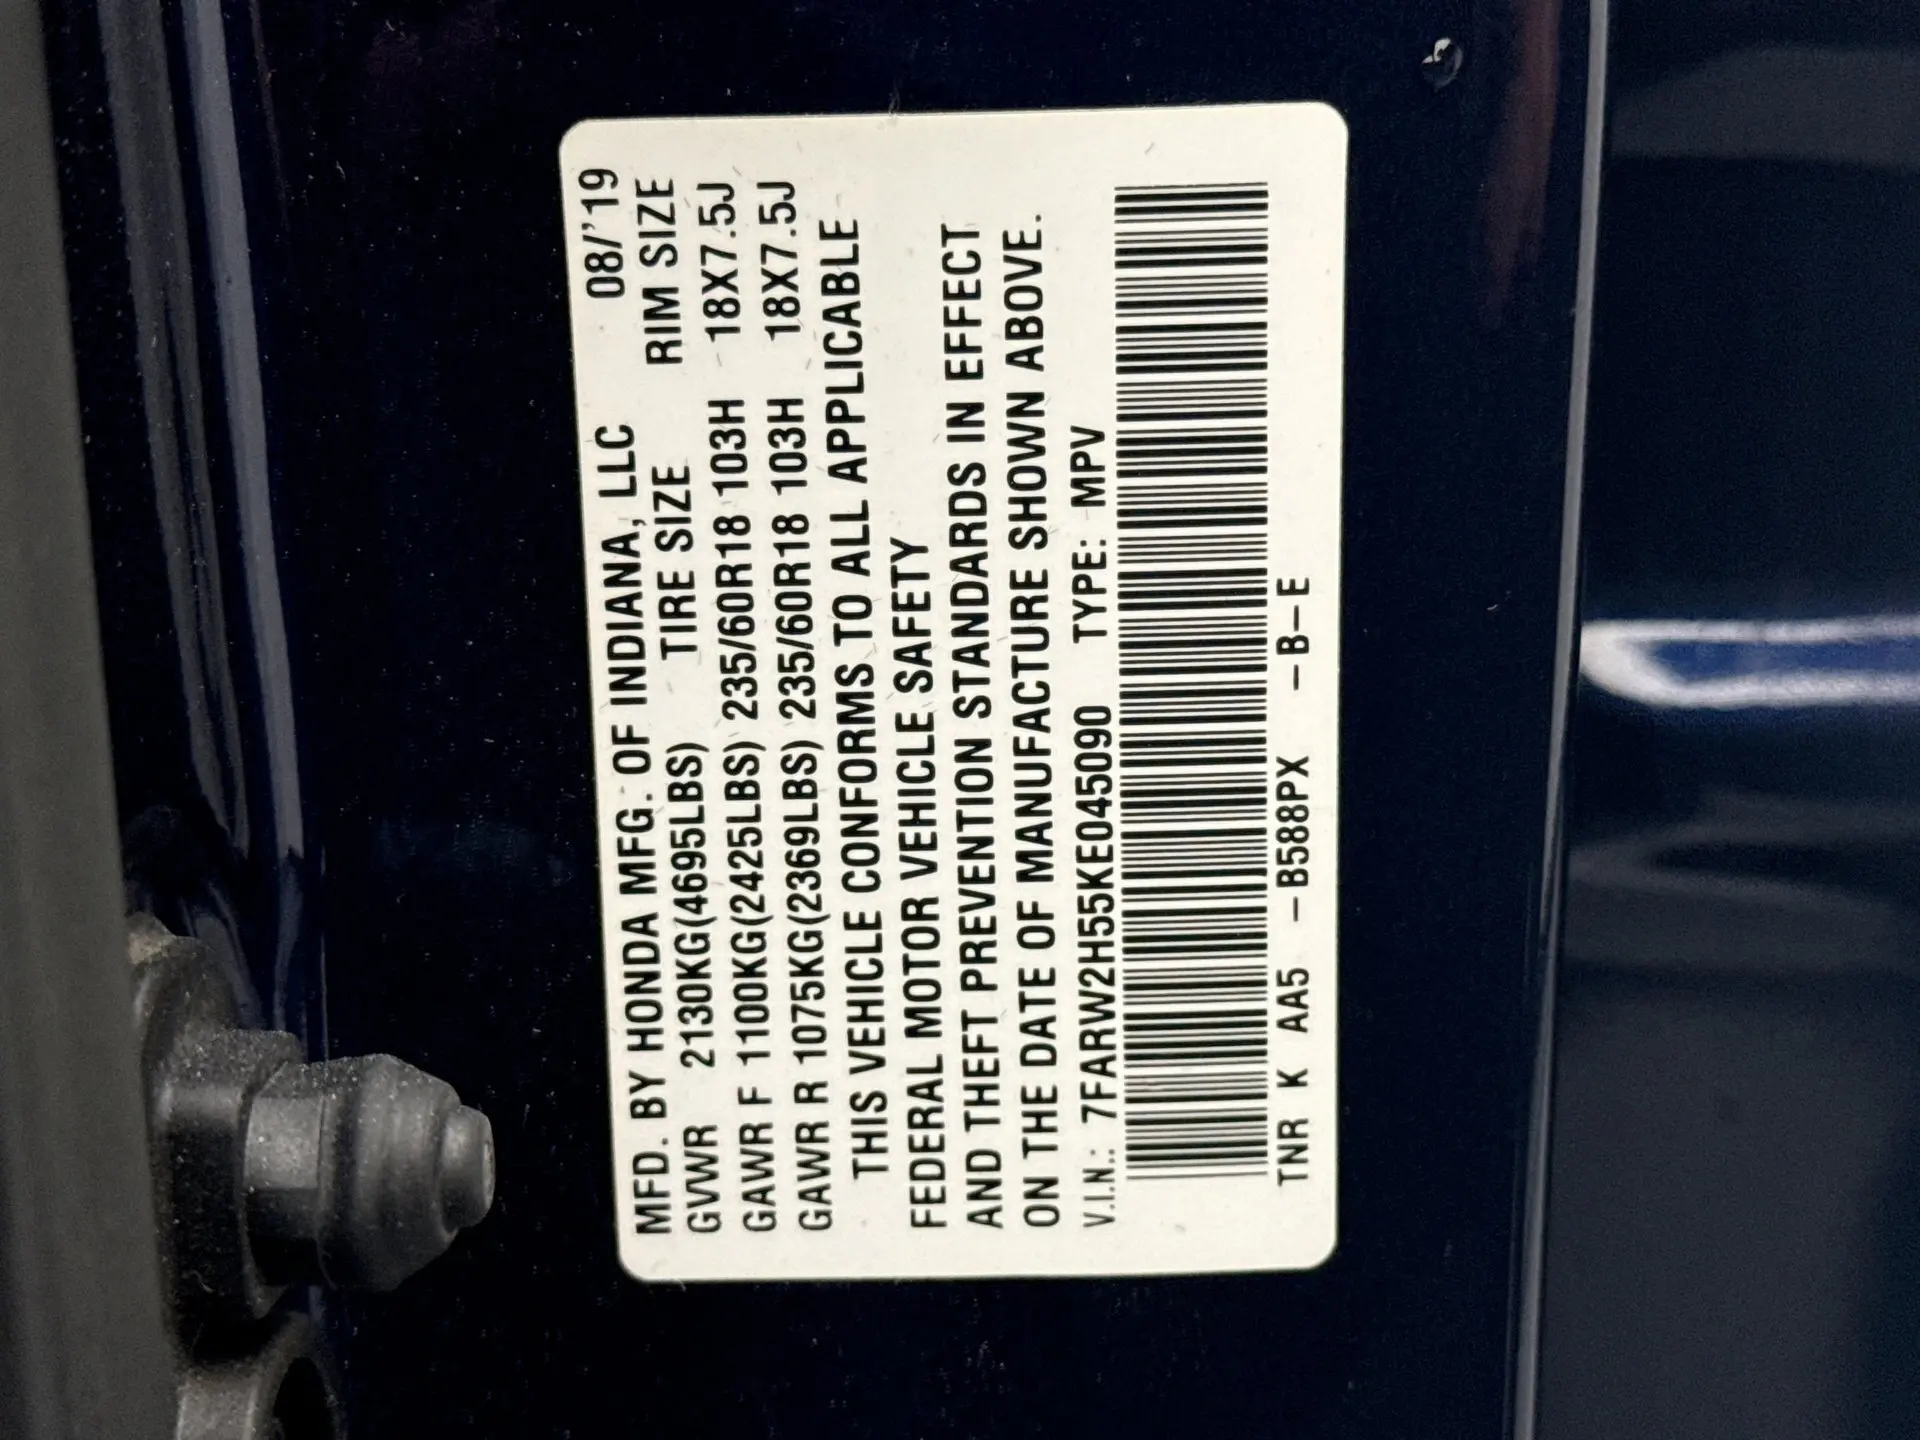 MFD. BY HONDA MFG. OF INDIANA, LLC 08/'19
GVWR 2130KG(4695LBS) TIRE SIZE RIM SIZE
GAWR F 1100KG(2425LBS) 235/60R18 103H 18X7.5J
GAWR R 1075KG(2369LBS) 235/60R18 103H 18X7.5J
THIS VEHICLE CONFORMS TO ALL APPLICABLE
FEDERAL MOTOR VEHICLE SAFETY
AND THEFT PREVENTION STANDARDS IN EFFECT
ON THE DATE OF MANUFACTURE SHOWN ABOVE.
V.I.N.: 7FARW2H55KE045090 TYPE: MPV
TNR K AA5 –B588PX –B–E